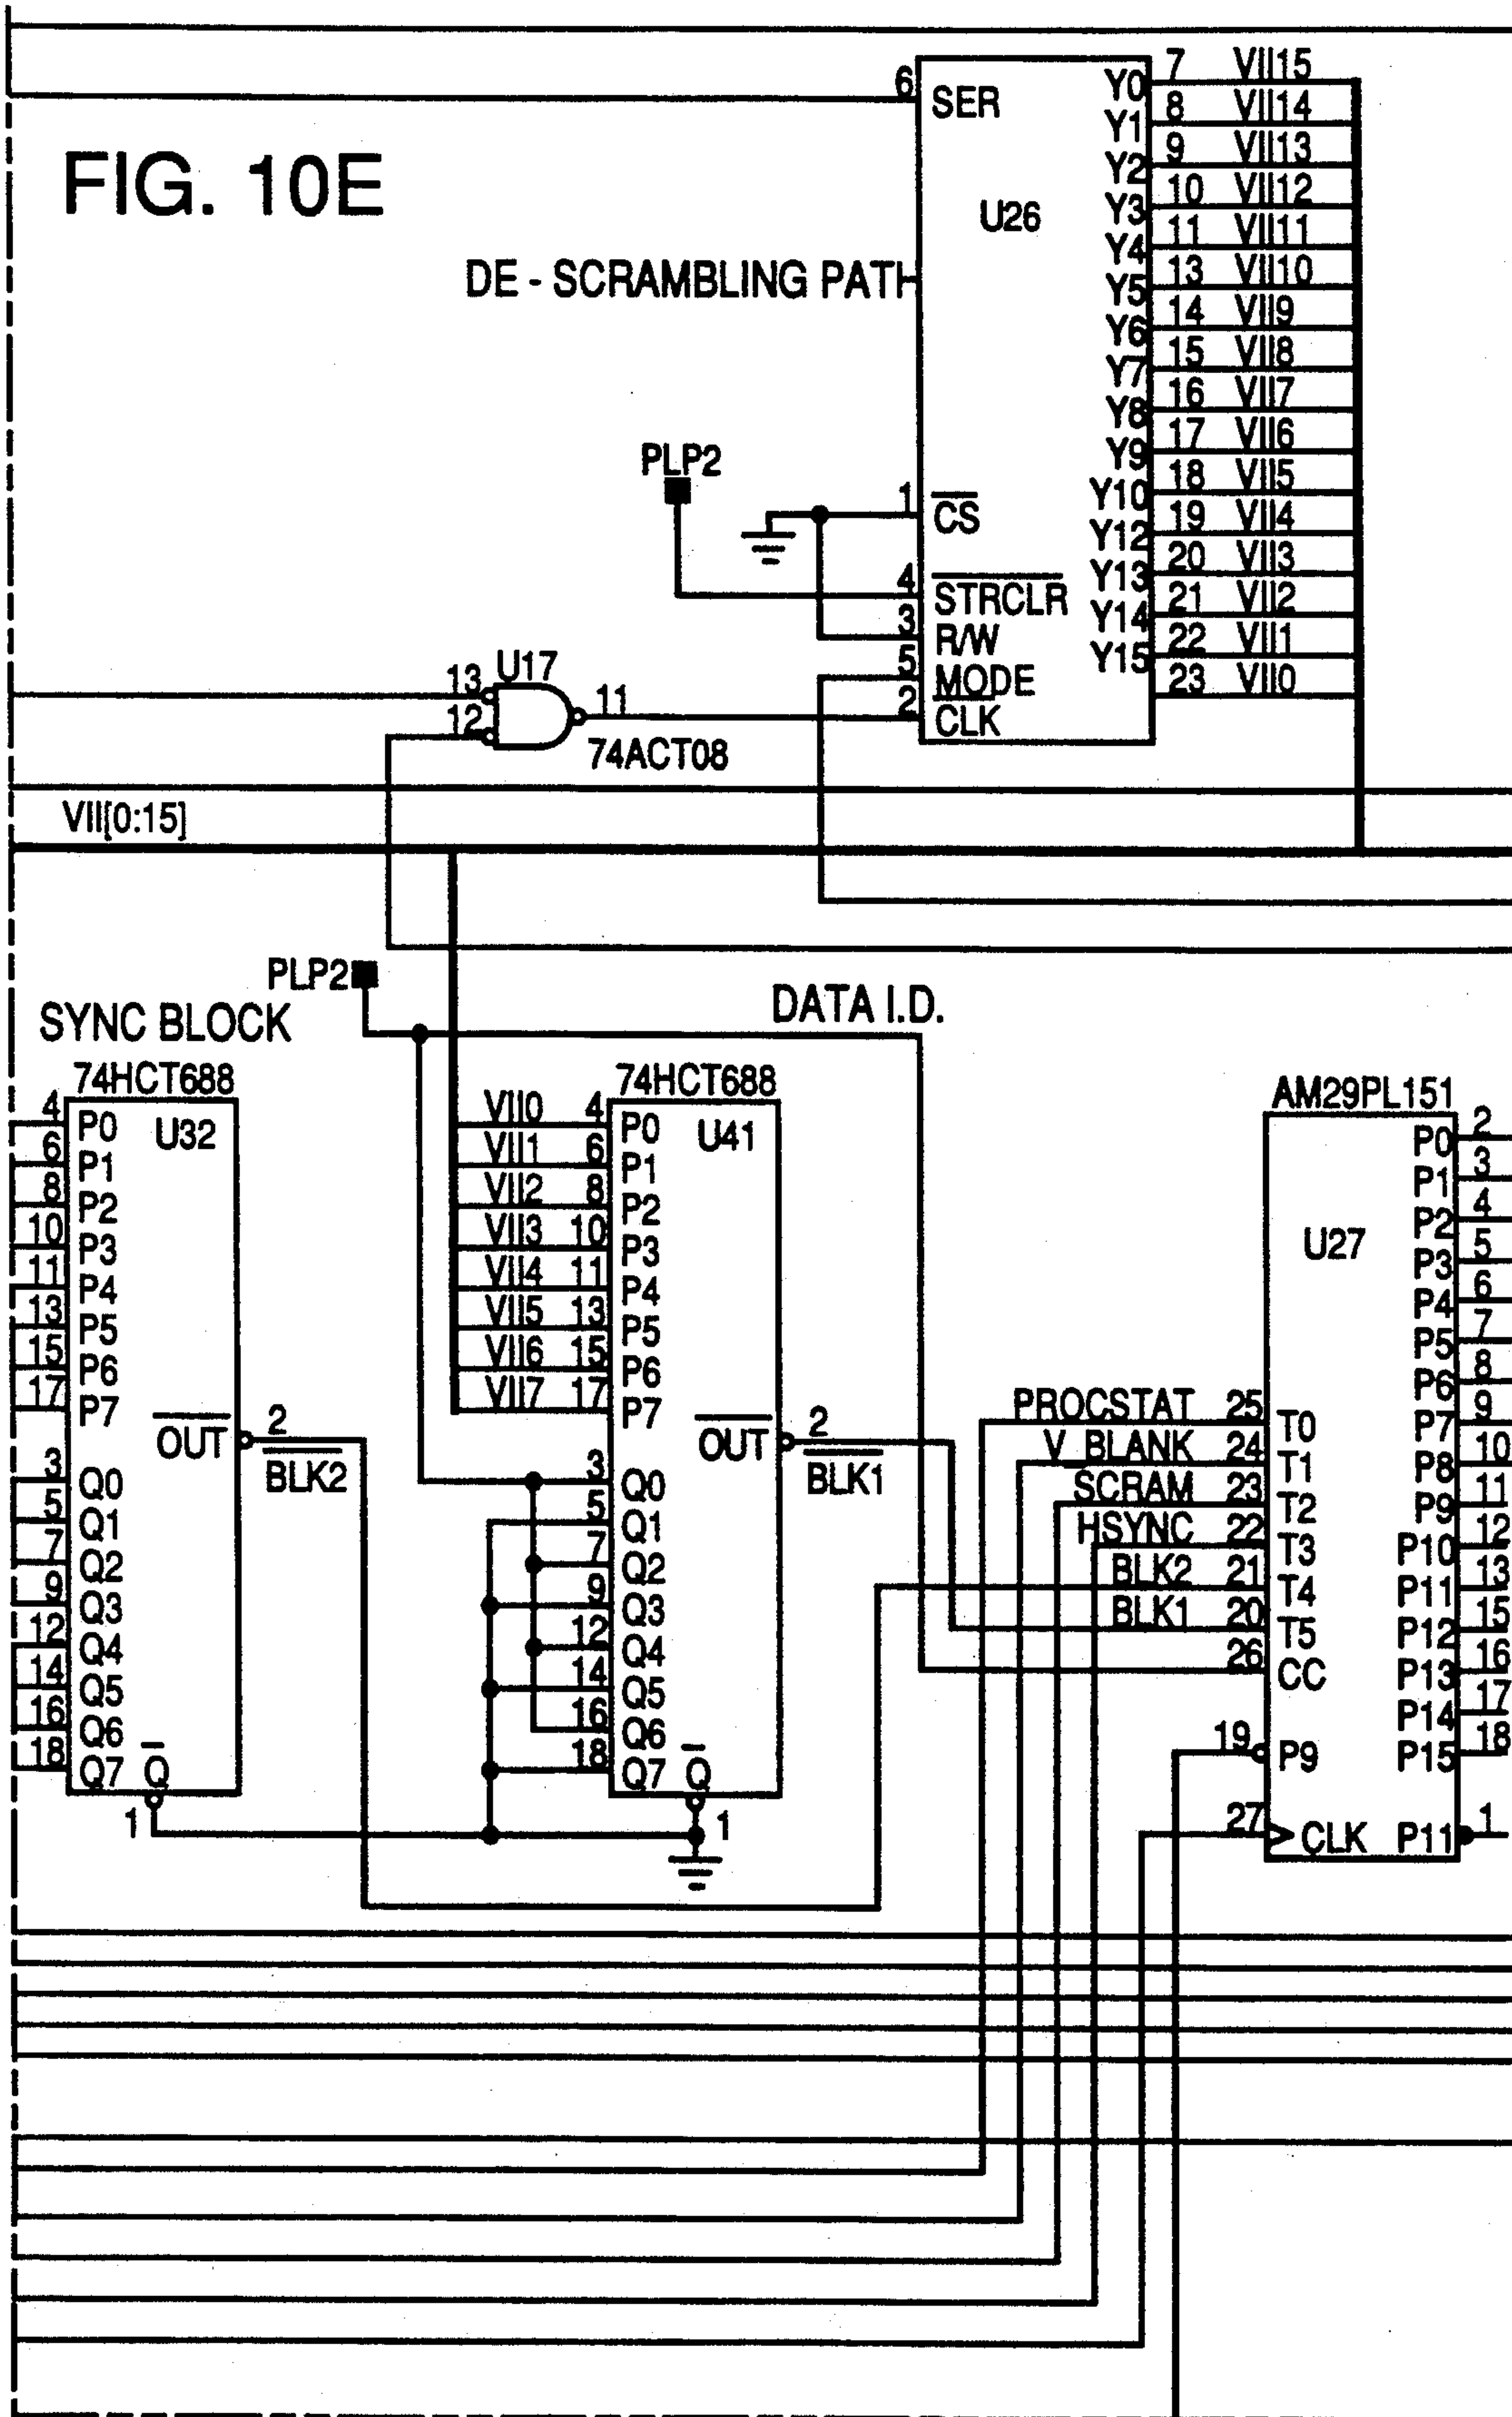 FIG. 10E
DE - SCRAMBLING PATH
U26
6 SER
1 CS
4 STRCLR
3 R/W
5 MODE
2 CLK
Y0 7 VII15
Y1 8 VII14
Y2 9 VII13
Y3 10 VII12
Y4 11 VII11
Y5 13 VII10
Y6 14 VII9
Y7 15 VII8
Y8 16 VII7
Y9 17 VII6
Y10 18 VII5
Y12 19 VII4
Y13 20 VII3
Y14 21 VII2
Y15 22 VII1
23 VII0
PLP2
U17
13
12
11
74ACT08
VII[0:15]
PLP2
SYNC BLOCK
74HCT688
U32
4 P0
6 P1
8 P2
10 P3
11 P4
13 P5
15 P6
17 P7
OUT 2
BLK2
3 Q0
5 Q1
7 Q2
9 Q3
12 Q4
14 Q5
16 Q6
18 Q7 Q
1
DATA I.D.
74HCT688
U41
VII0 4 P0
VII1 6 P1
VII2 8 P2
VII3 10 P3
VII4 11 P4
VII5 13 P5
VII6 15 P6
VII7 17 P7
OUT 2
BLK1
3 Q0
5 Q1
7 Q2
9 Q3
12 Q4
14 Q5
16 Q6
18 Q7 Q
1
AM29PL151
U27
PROCSTAT 25 T0
V_BLANK 24 T1
SCRAM 23 T2
HSYNC 22 T3
BLK2 21 T4
BLK1 20 T5
26 CC
19 P9
27 CLK
P0 2
P1 3
P2 4
P3 5
P4 6
P5 7
P6 8
P7 9
P8 10
P9 11
P10 12
P11 13
P12 15
P13 16
P14 17
P15 18
P11 1